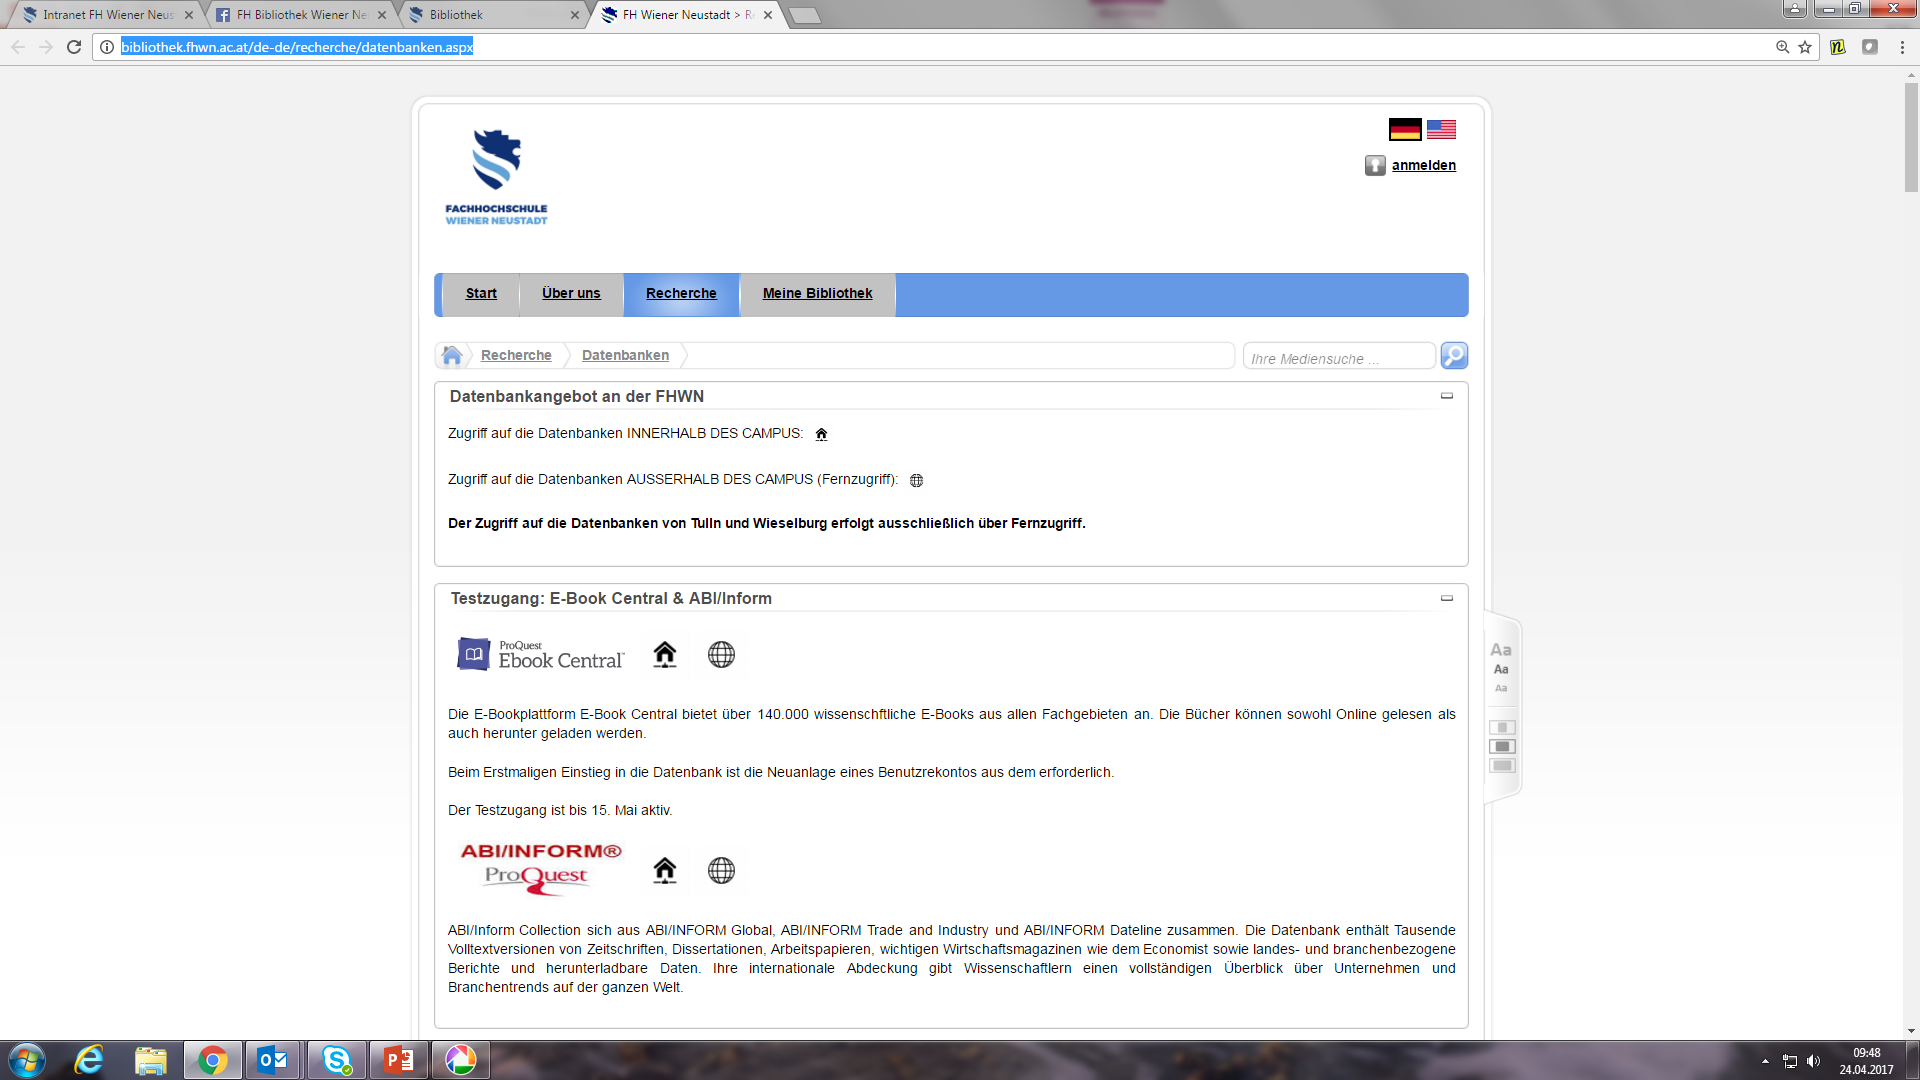 Intranet FH Wiener Neus
FH Bibliothek Wiener Ne
Bibliothek
FH Wiener Neustadt > Re
bibliothek.fhwn.ac.at/de-de/recherche/datenbanken.aspx
FACHHOCHSCHULE
WIENER NEUSTADT
anmelden
Start
Über uns
Recherche
Meine Bibliothek
Recherche
Datenbanken
Ihre Mediensuche ...
Datenbankangebot an der FHWN
Zugriff auf die Datenbanken INNERHALB DES CAMPUS:
Zugriff auf die Datenbanken AUSSERHALB DES CAMPUS (Fernzugriff):
Der Zugriff auf die Datenbanken von Tulln und Wieselburg erfolgt ausschließlich über Fernzugriff.
Testzugang: E-Book Central & ABI/Inform
ProQuest
Ebook Central™
Die E-Bookplattform E-Book Central bietet über 140.000 wissenschftliche E-Books aus allen Fachgebieten an. Die Bücher können sowohl Online gelesen als
auch herunter geladen werden.
Beim Erstmaligen Einstieg in die Datenbank ist die Neuanlage eines Benutzrekontos aus dem erforderlich.
Der Testzugang ist bis 15. Mai aktiv.
ABI/INFORM®
ProQuest
ABI/Inform Collection sich aus ABI/INFORM Global, ABI/INFORM Trade and Industry und ABI/INFORM Dateline zusammen. Die Datenbank enthält Tausende
Volltextversionen von Zeitschriften, Dissertationen, Arbeitspapieren, wichtigen Wirtschaftsmagazinen wie dem Economist sowie landes- und branchenbezogene
Berichte und herunterladbare Daten. Ihre internationale Abdeckung gibt Wissenschaftlern einen vollständigen Überblick über Unternehmen und
Branchentrends auf der ganzen Welt.
Aa
Aa
Aa
09:48
24.04.2017